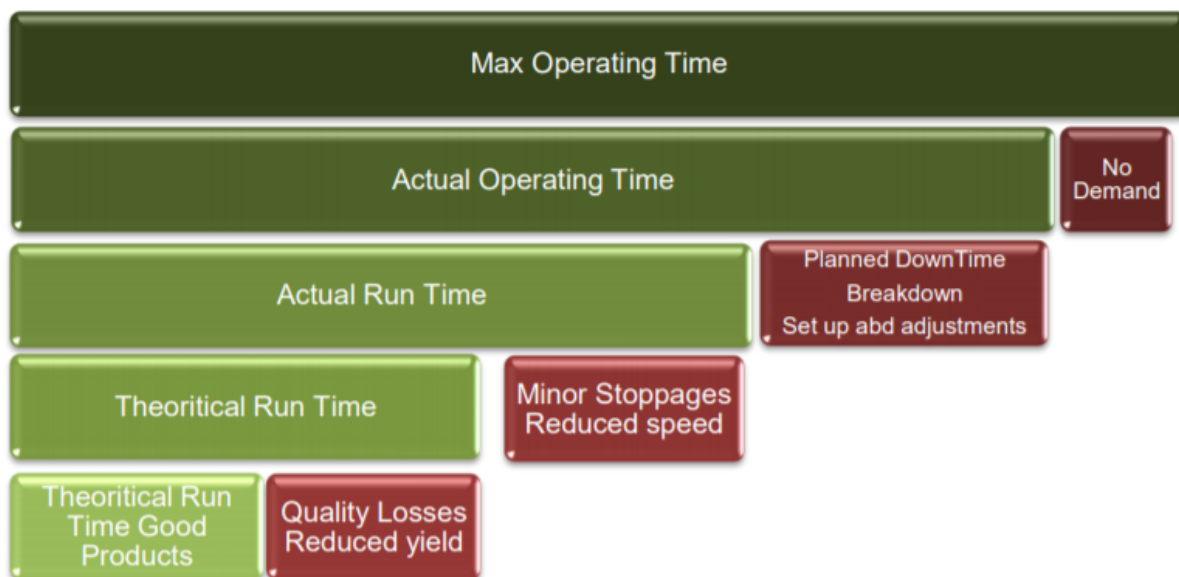 Max Operating Time
Actual Operating Time
No
Demand
Actual Run Time
Planned DownTime
Breakdown
Set up abd adjustments
Theoritical Run Time
Minor Stoppages
Reduced speed
Theoritical Run
Time Good
Products
Quality Losses
Reduced yield